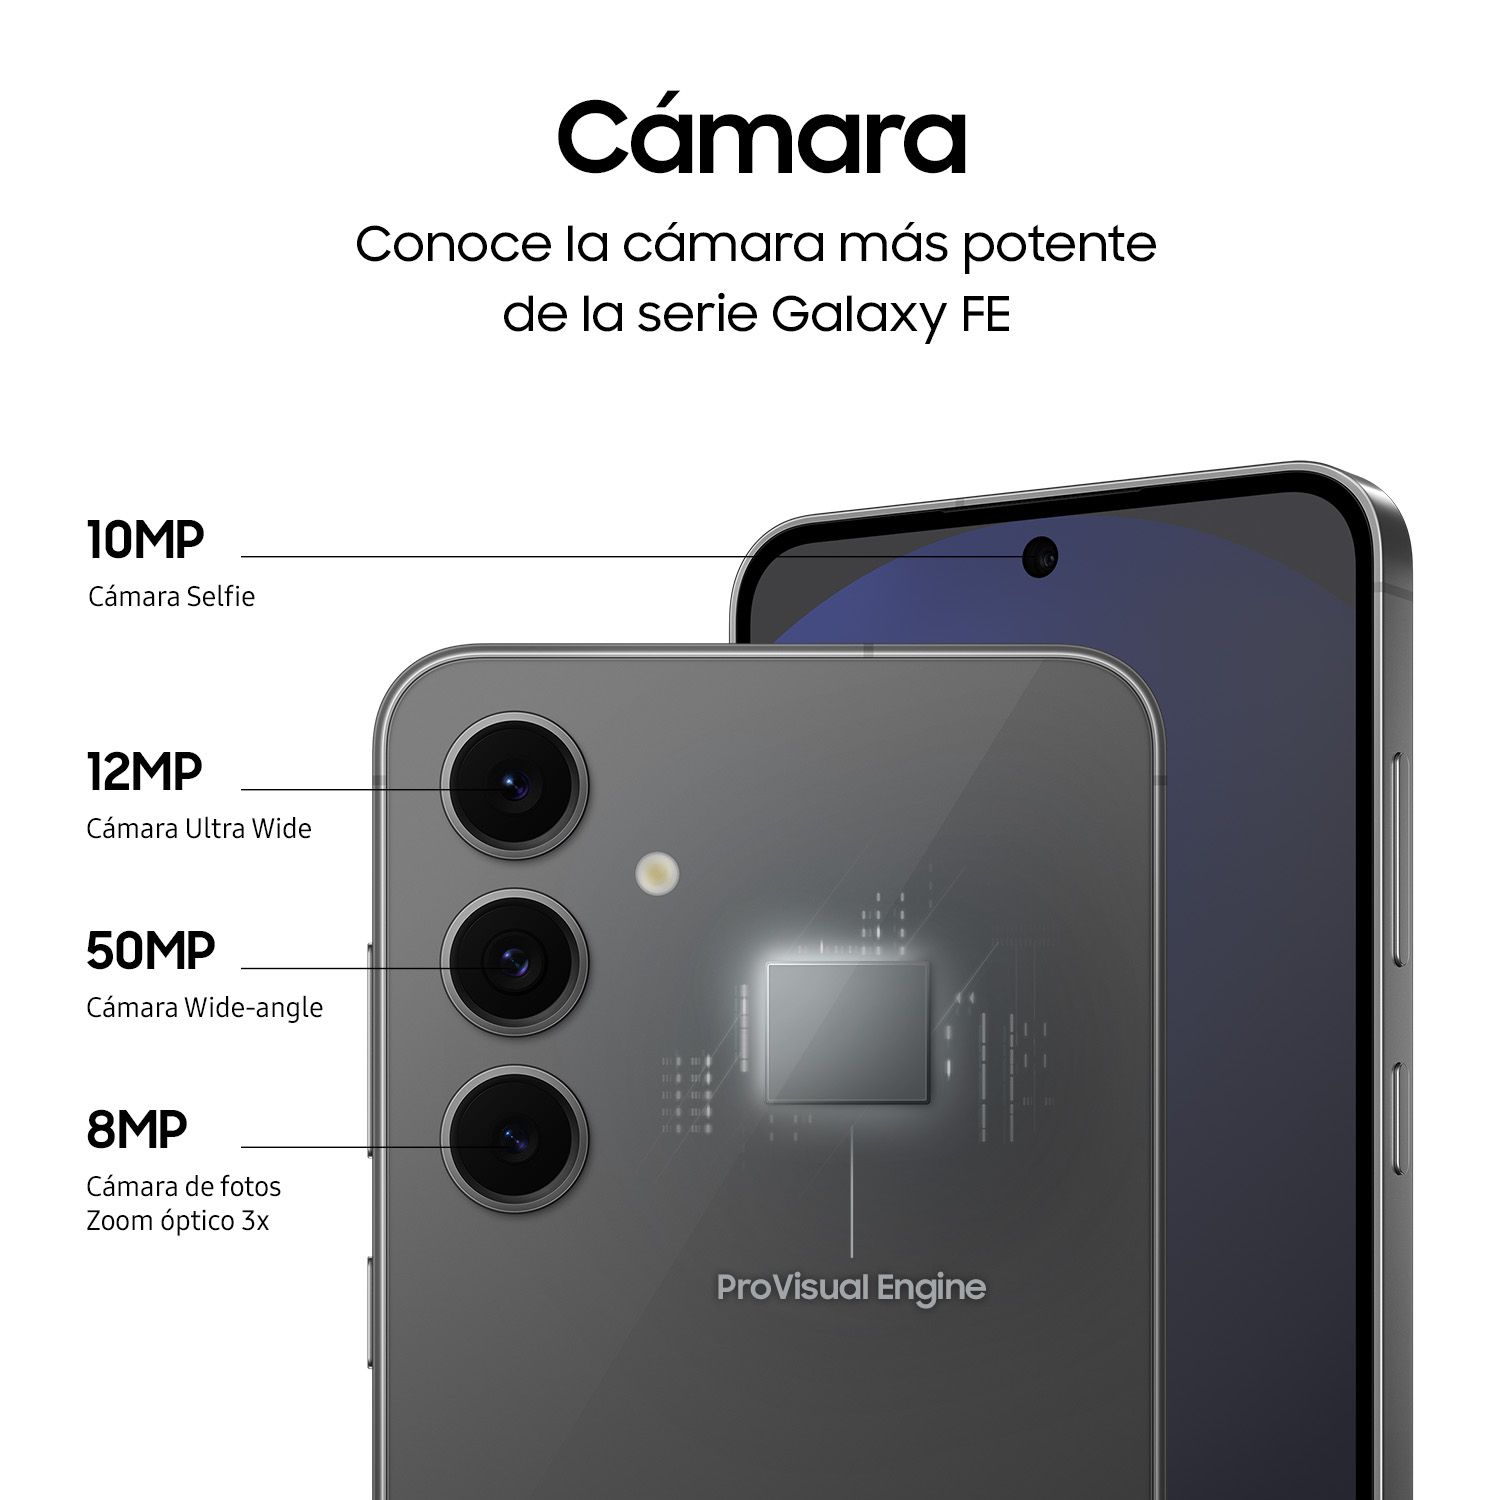 Cámara
Conoce la cámara más potente
de la serie Galaxy FE
10MP
Cámara Selfie
12MP
Cámara Ultra Wide
50MP
Cámara Wide-angle
8MP
Cámara de fotos
Zoom óptico 3x
ProVisual Engine